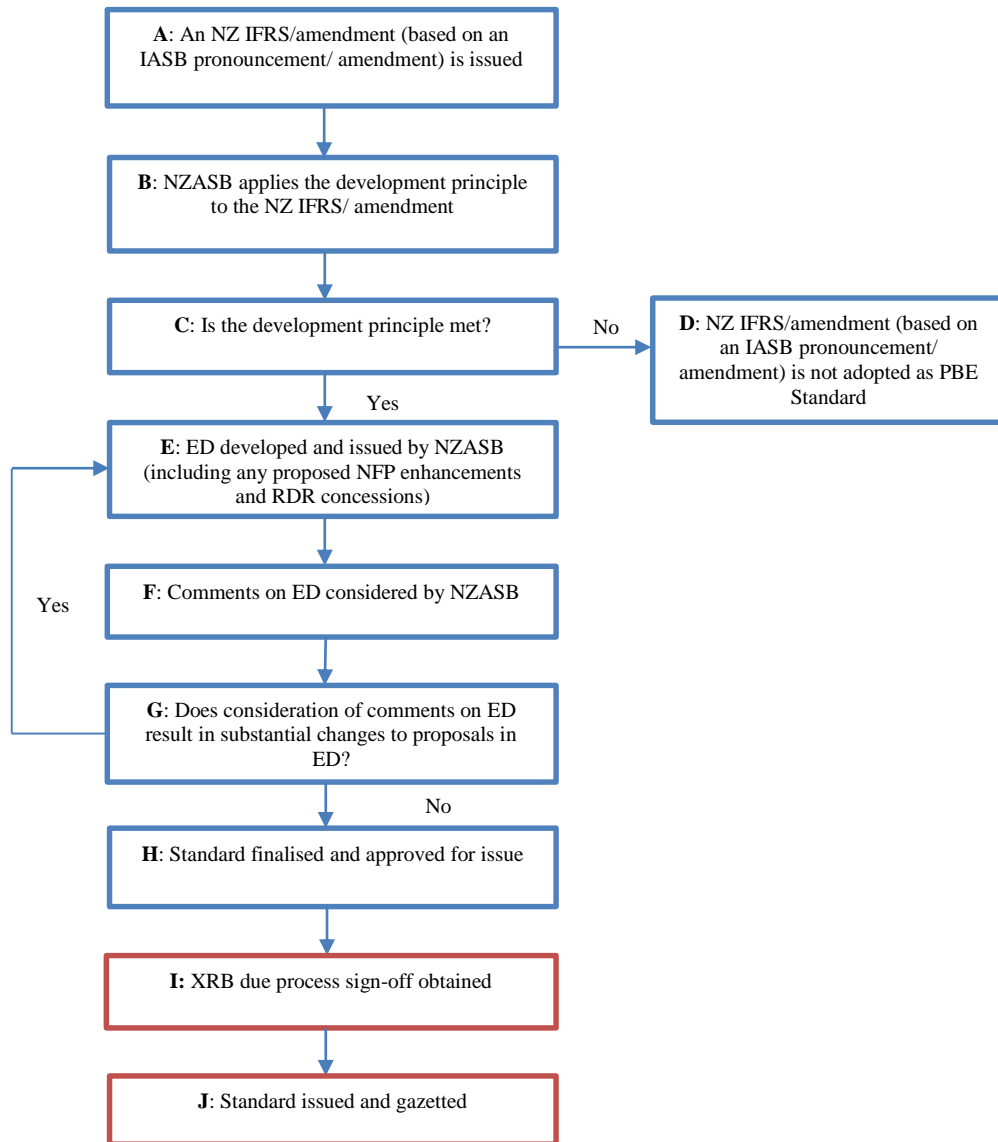 A: An NZ IFRS/amendment (based on an
IASB pronouncement/ amendment) is issued
B: NZASB applies the development principle
to the NZ IFRS/ amendment
C: Is the development principle met?
No
D: NZ IFRS/amendment (based on
an IASB pronouncement/
amendment) is not adopted as PBE
Standard
Yes
E: ED developed and issued by NZASB
(including any proposed NFP enhancements
and RDR concessions)
F: Comments on ED considered by NZASB
Yes
G: Does consideration of comments on ED
result in substantial changes to proposals in
ED?
No
H: Standard finalised and approved for issue
I: XRB due process sign-off obtained
J: Standard issued and gazetted